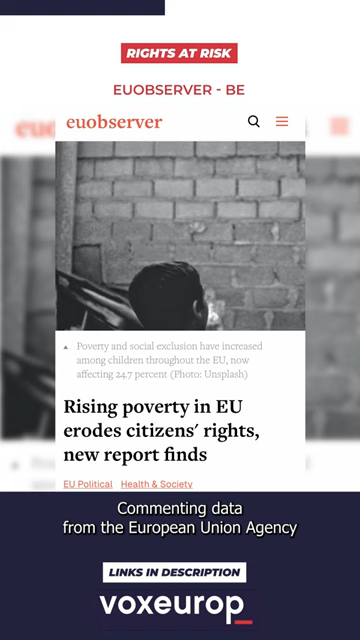 RIGHTS AT RISK
EUOBSERVER - BE
euobserver
Poverty and social exclusion have increased
among children throughout the EU, now
affecting 24.7 percent (Photo: Unsplash)
Rising poverty in EU
erodes citizens' rights,
new report finds
EU Political Health & Society
Commenting data
from the European Union Agency
LINKS IN DESCRIPTION
voxeurop_